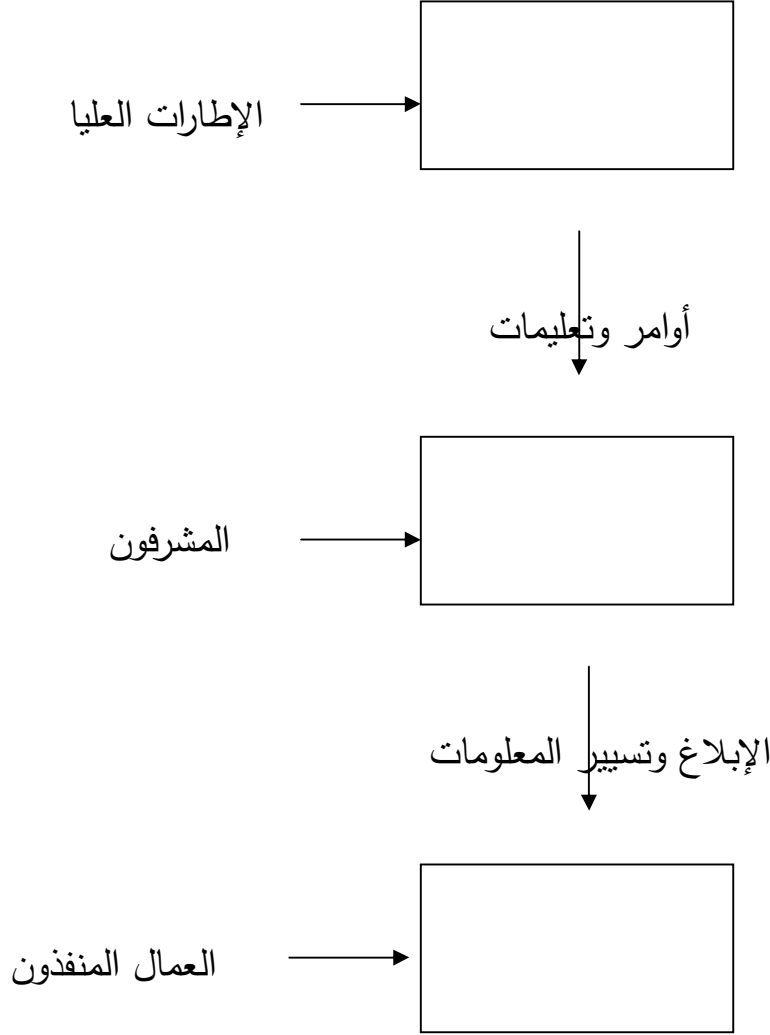 الإطارات العليا
أوامر وتعليمات
المشرفون
الإبلاغ وتسيير المعلومات
العمال المنفذون